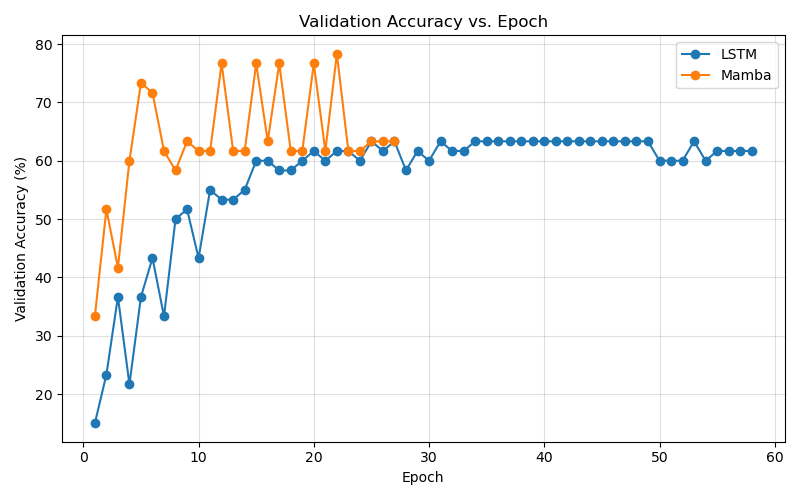 Validation Accuracy vs. Epoch
LSTM
Mamba
Validation Accuracy (%)
80
70
60
50
40
30
20
0 10 20 30 40 50 60
Epoch